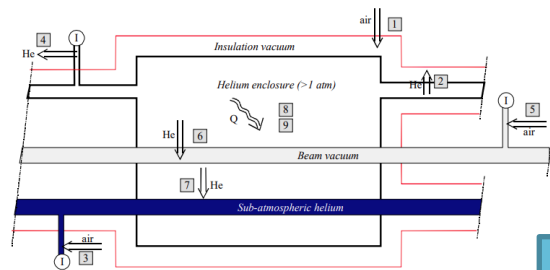 air 1
4 I
Insulation vacuum
He
Helium enclosure (>1 atm)
He 2
I 5
8
Q 9
He 6
air
Beam vacuum
7 He
Sub-atmospheric helium
air
3
I